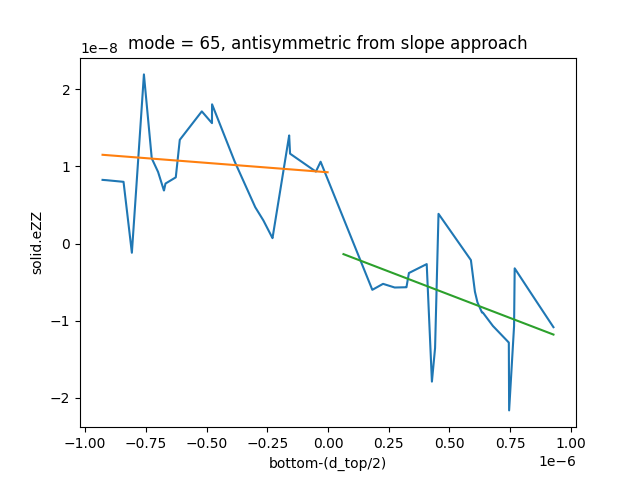 mode = 65, antisymmetric from slope approach
1e−8
2
1
0
−1
−2
solid.eZZ
−1.00 −0.75 −0.50 −0.25 0.00 0.25 0.50 0.75 1.00
1e−6
bottom-(d_top/2)